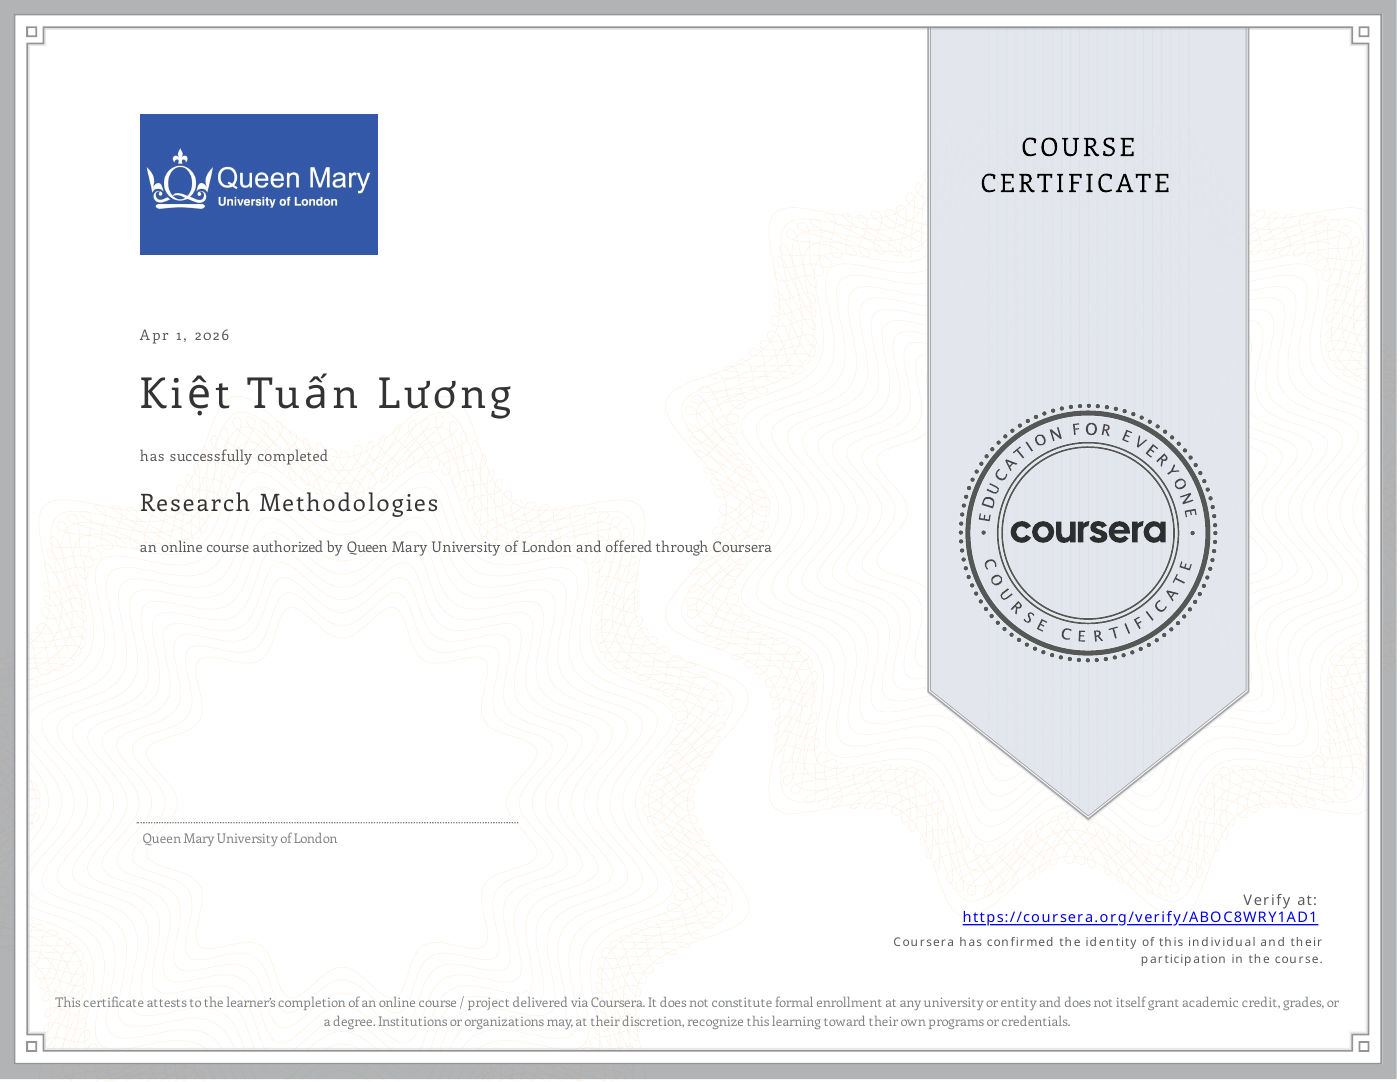 Queen Mary
University of London
COURSE
CERTIFICATE
Apr 1, 2026
Kiệt Tuấn Lương
has successfully completed
Research Methodologies
an online course authorized by Queen Mary University of London and offered through Coursera
EDUCATION FOR EVERYONE
coursera
COURSE CERTIFICATE
Queen Mary University of London
Verify at:
https://coursera.org/verify/ABOC8WRY1AD1
Coursera has confirmed the identity of this individual and their
participation in the course.
This certificate attests to the learner's completion of an online course / project delivered via Coursera. It does not constitute formal enrollment at any university or entity and does not itself grant academic credit, grades, or
a degree. Institutions or organizations may, at their discretion, recognize this learning toward their own programs or credentials.